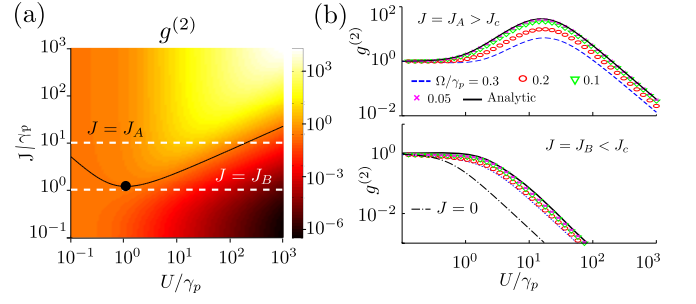 (a)
g^{(2)}
10^3
10^2
10^1
10^0
10^{-1}
J/γ_p
J = J_A
J = J_B
10^{-1} 10^0 10^1 10^2 10^3
U/γ_p
10^3
10^0
10^{-3}
10^{-6}
(b)
10^2
10^0
10^{-2}
g^{(2)}
J = J_A > J_c
Ω/γ_p = 0.3 0.2 0.1
0.05 Analytic
10^0
10^{-2}
g^{(2)}
J = J_B < J_c
J = 0
10^0 10^1 10^2 10^3
U/γ_p